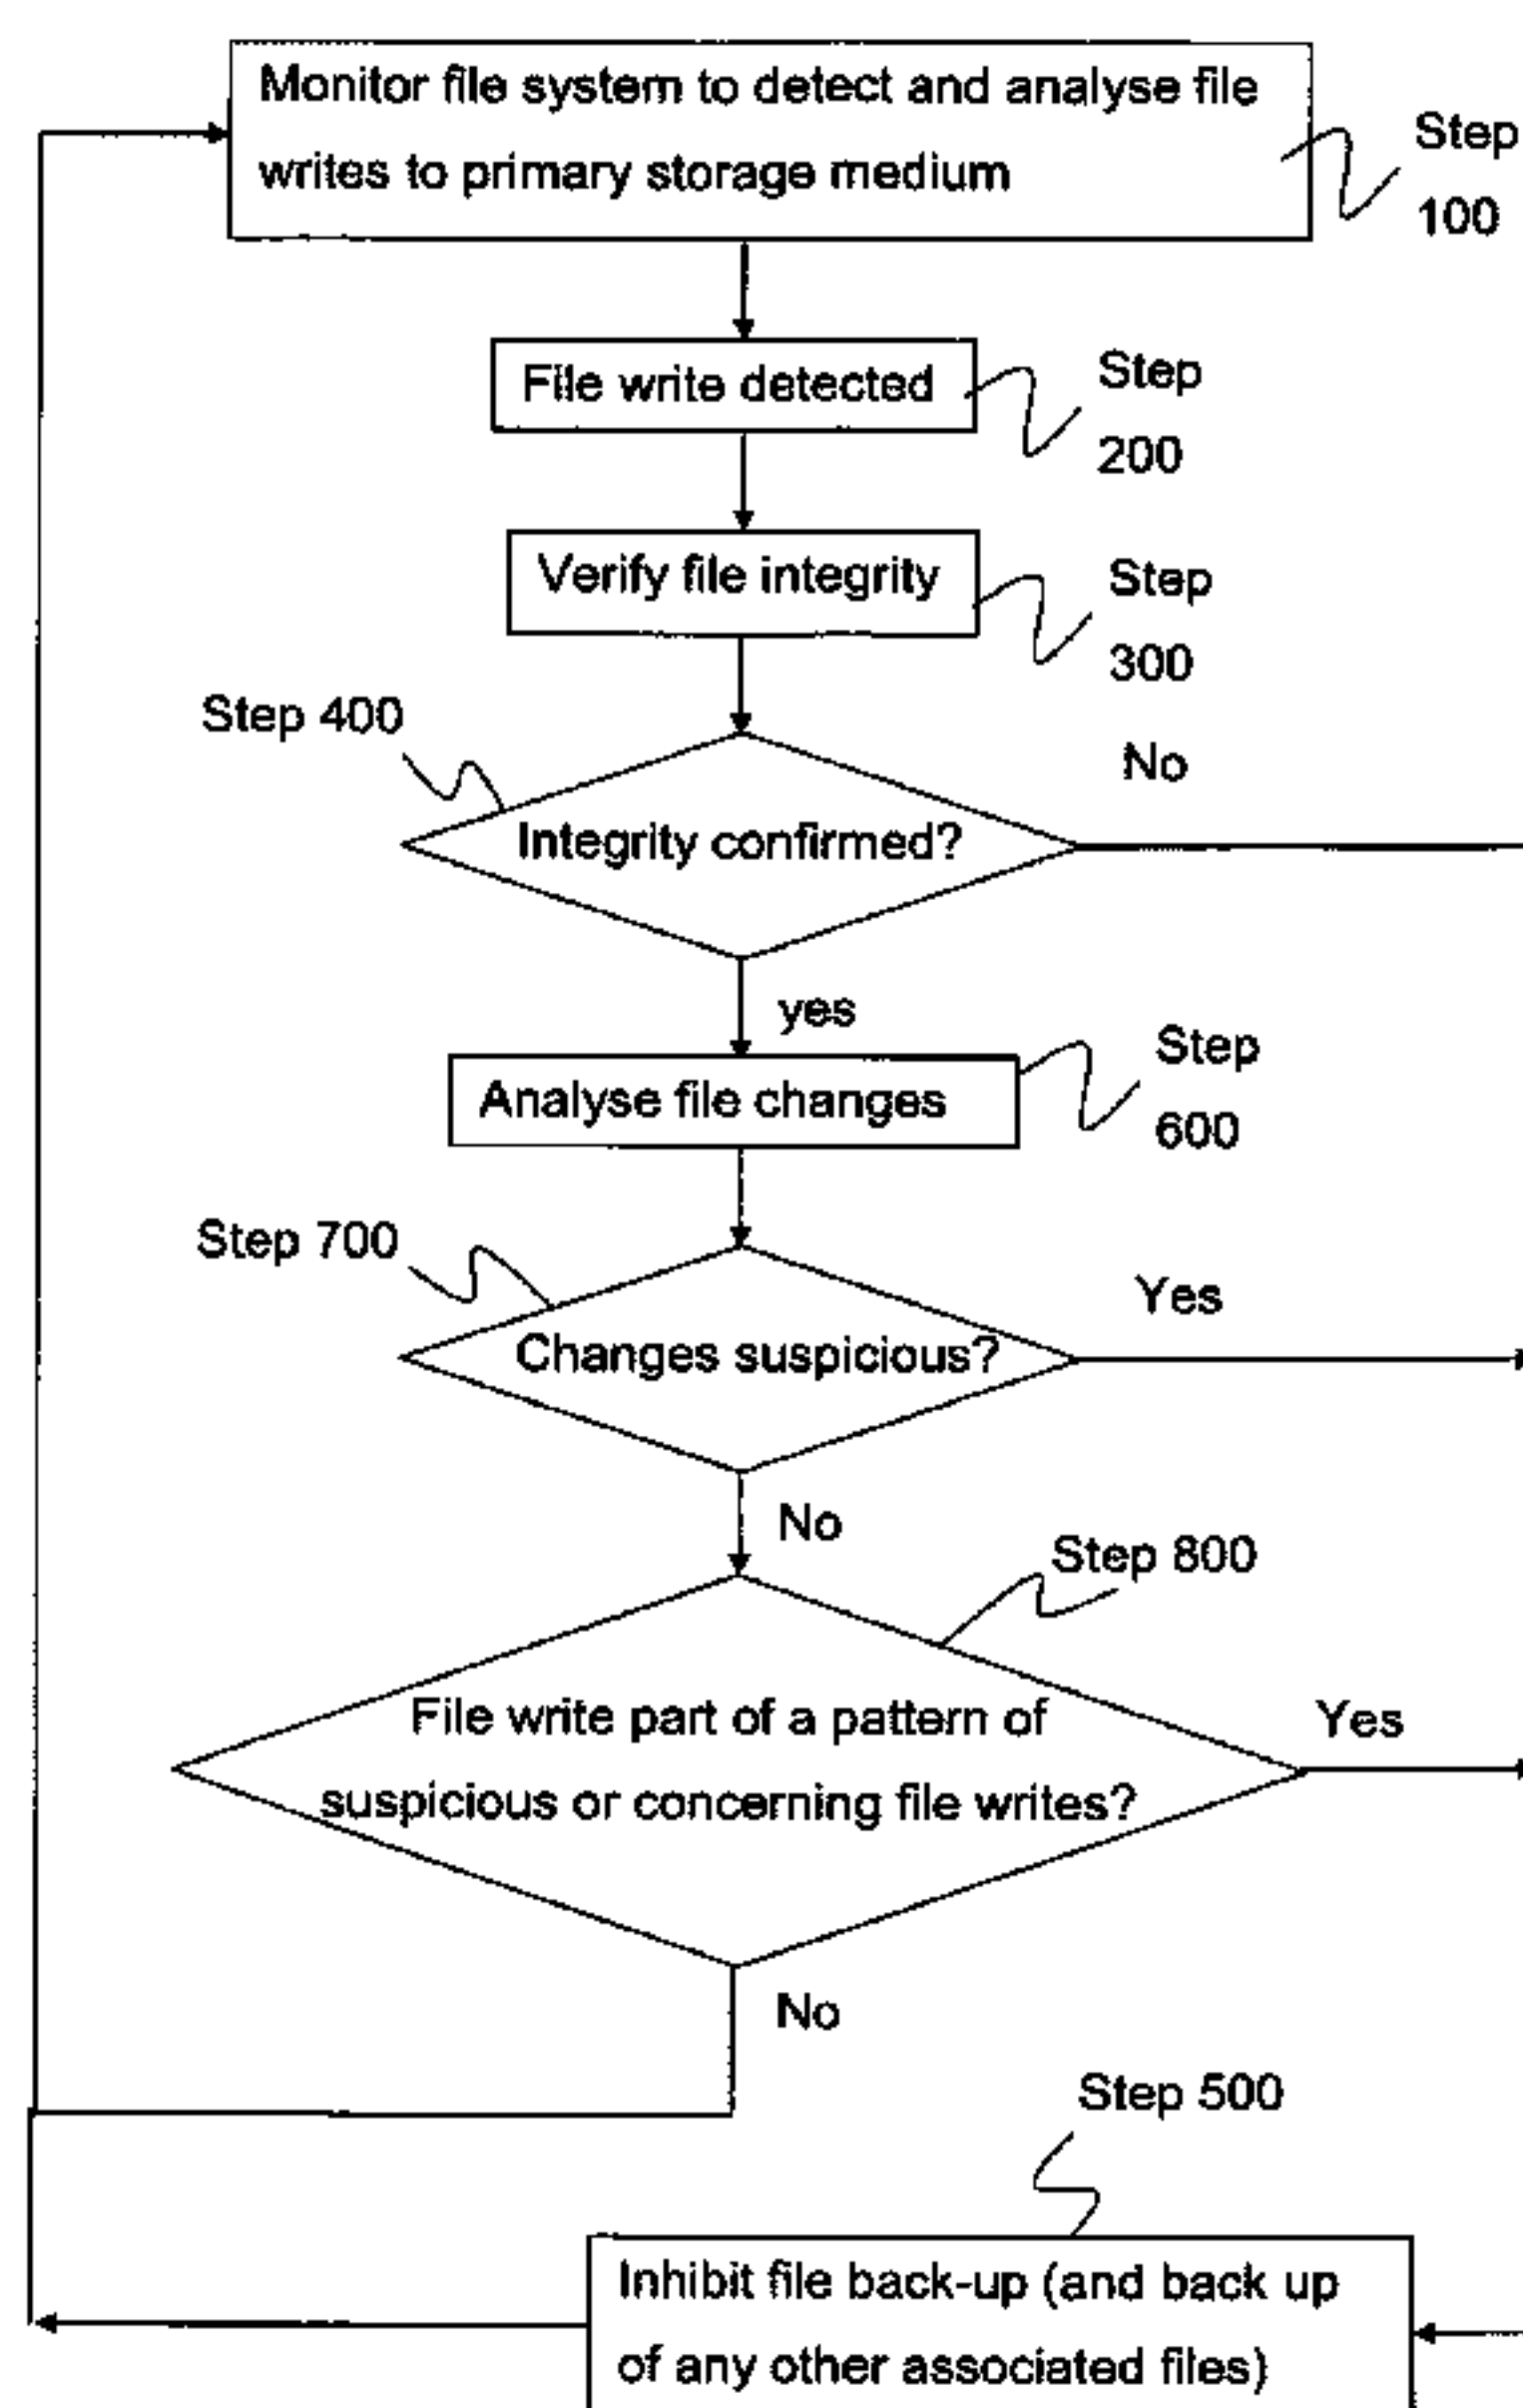 Monitor file system to detect and analyse file
writes to primary storage medium
Step
100
File write detected
Step
200
Verify file integrity
Step
300
Step 400
No
Integrity confirmed?
yes
Analyse file changes
Step
600
Step 700
Yes
Changes suspicious?
No
Step 800
File write part of a pattern of
suspicious or concerning file writes?
Yes
No
Step 500
Inhibit file back-up (and back up
of any other associated files)